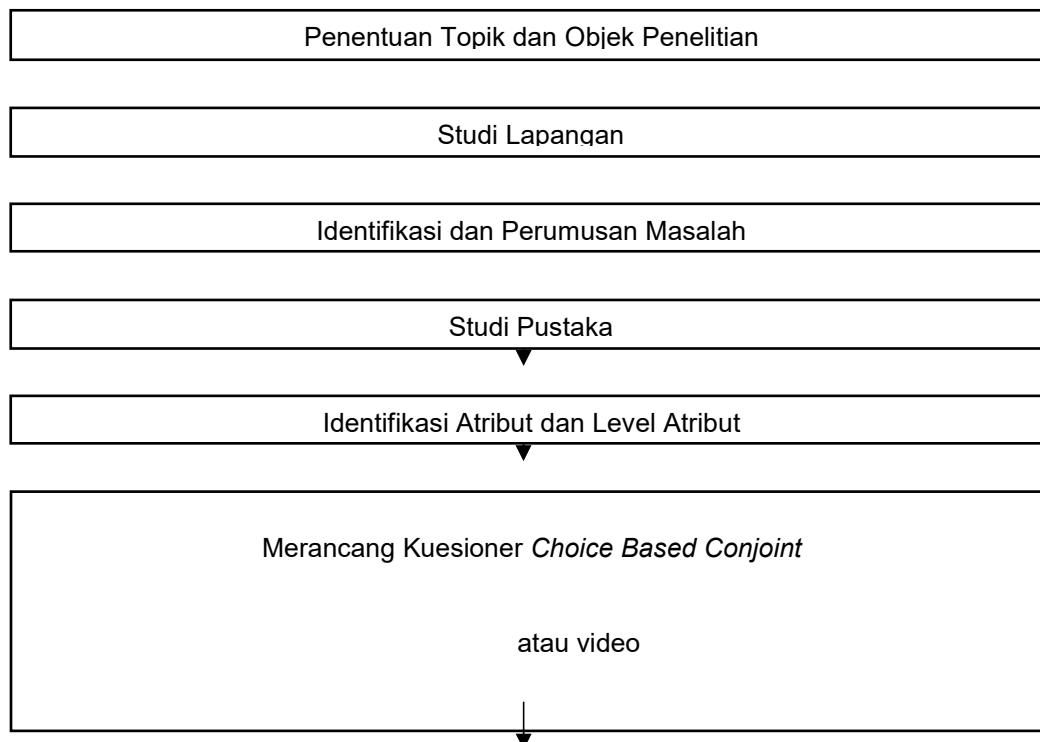 Penentuan Topik dan Objek Penelitian
Studi Lapangan
Identifikasi dan Perumusan Masalah
Studi Pustaka
Identifikasi Atribut dan Level Atribut
Merancang Kuesioner Choice Based Conjoint
atau video